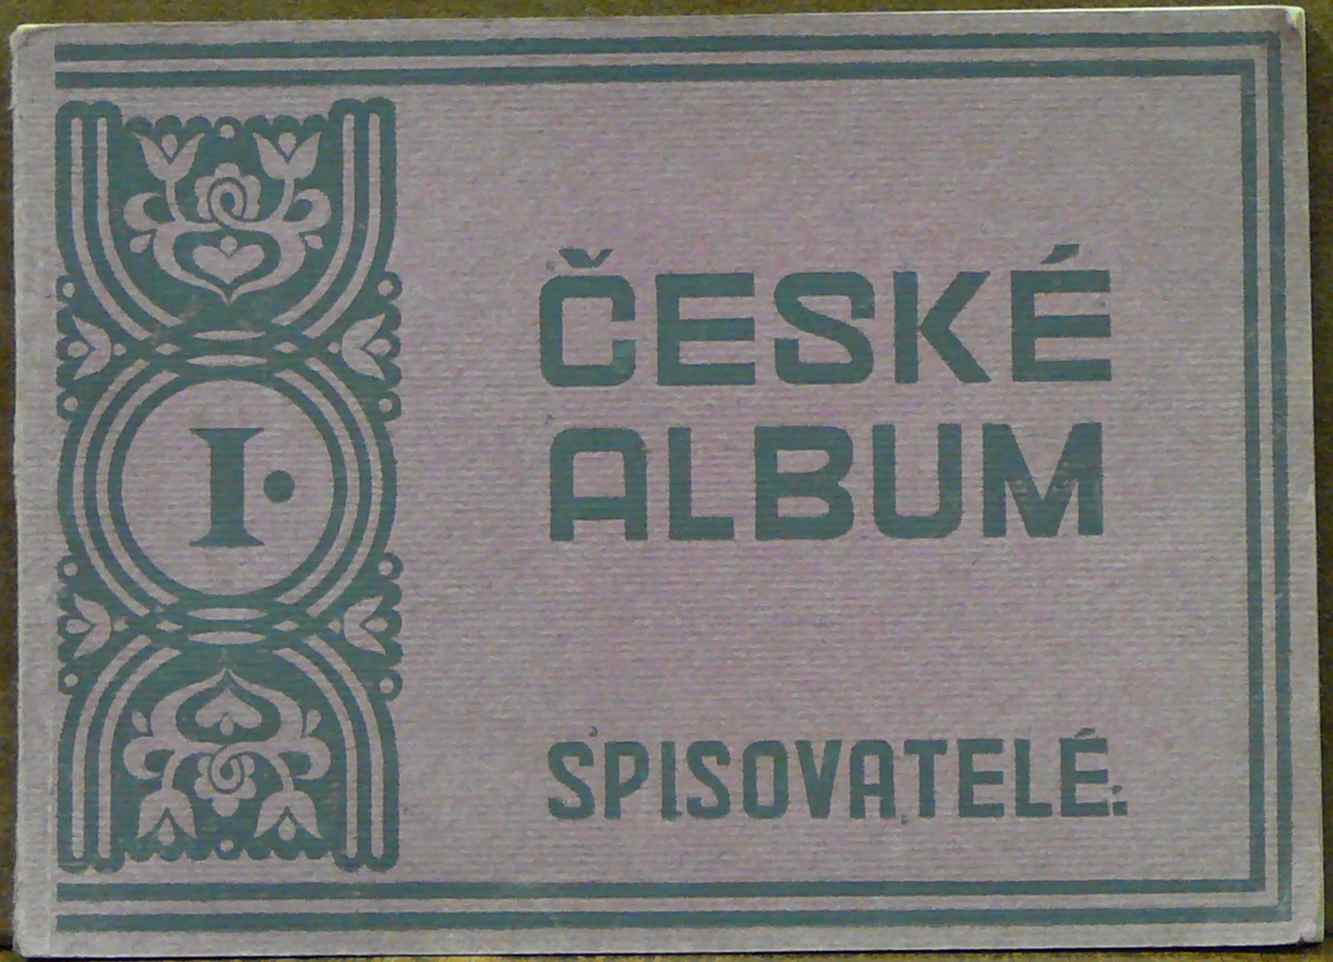 I.
ČESKÉ
ALBUM
SPISOVATELÉ.